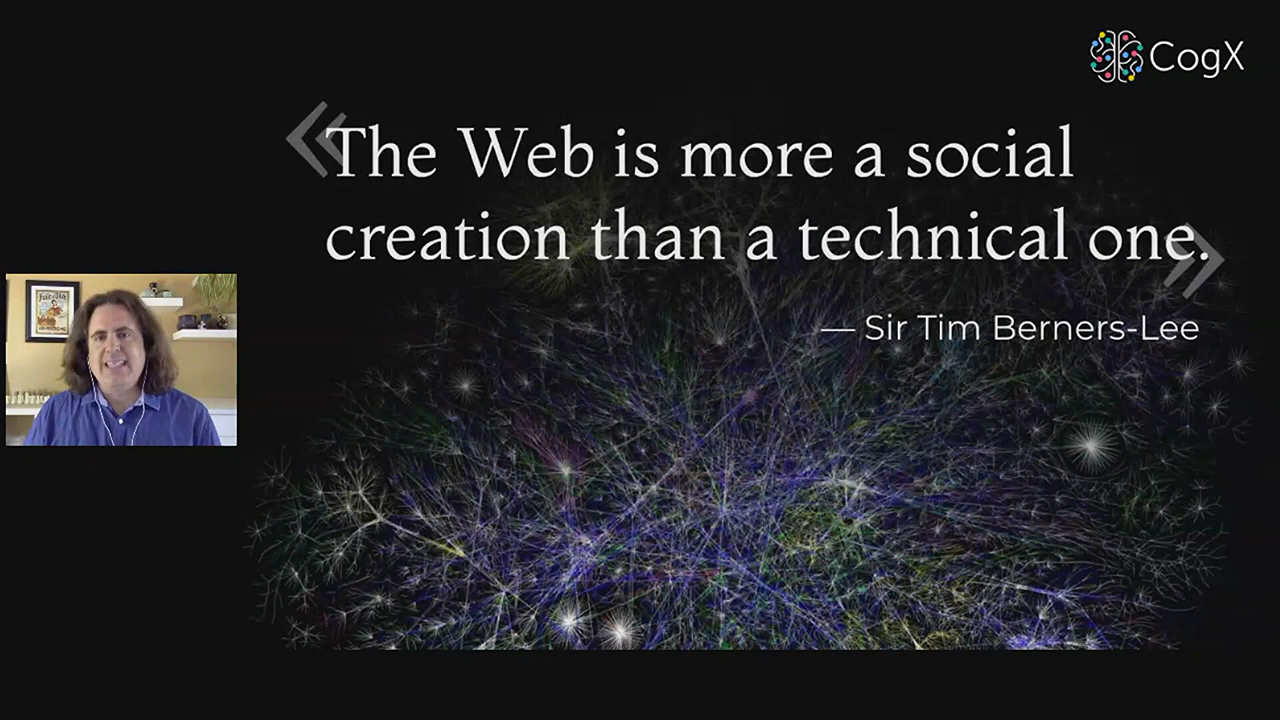 CogX
« The Web is more a social
creation than a technical one. »
— Sir Tim Berners-Lee